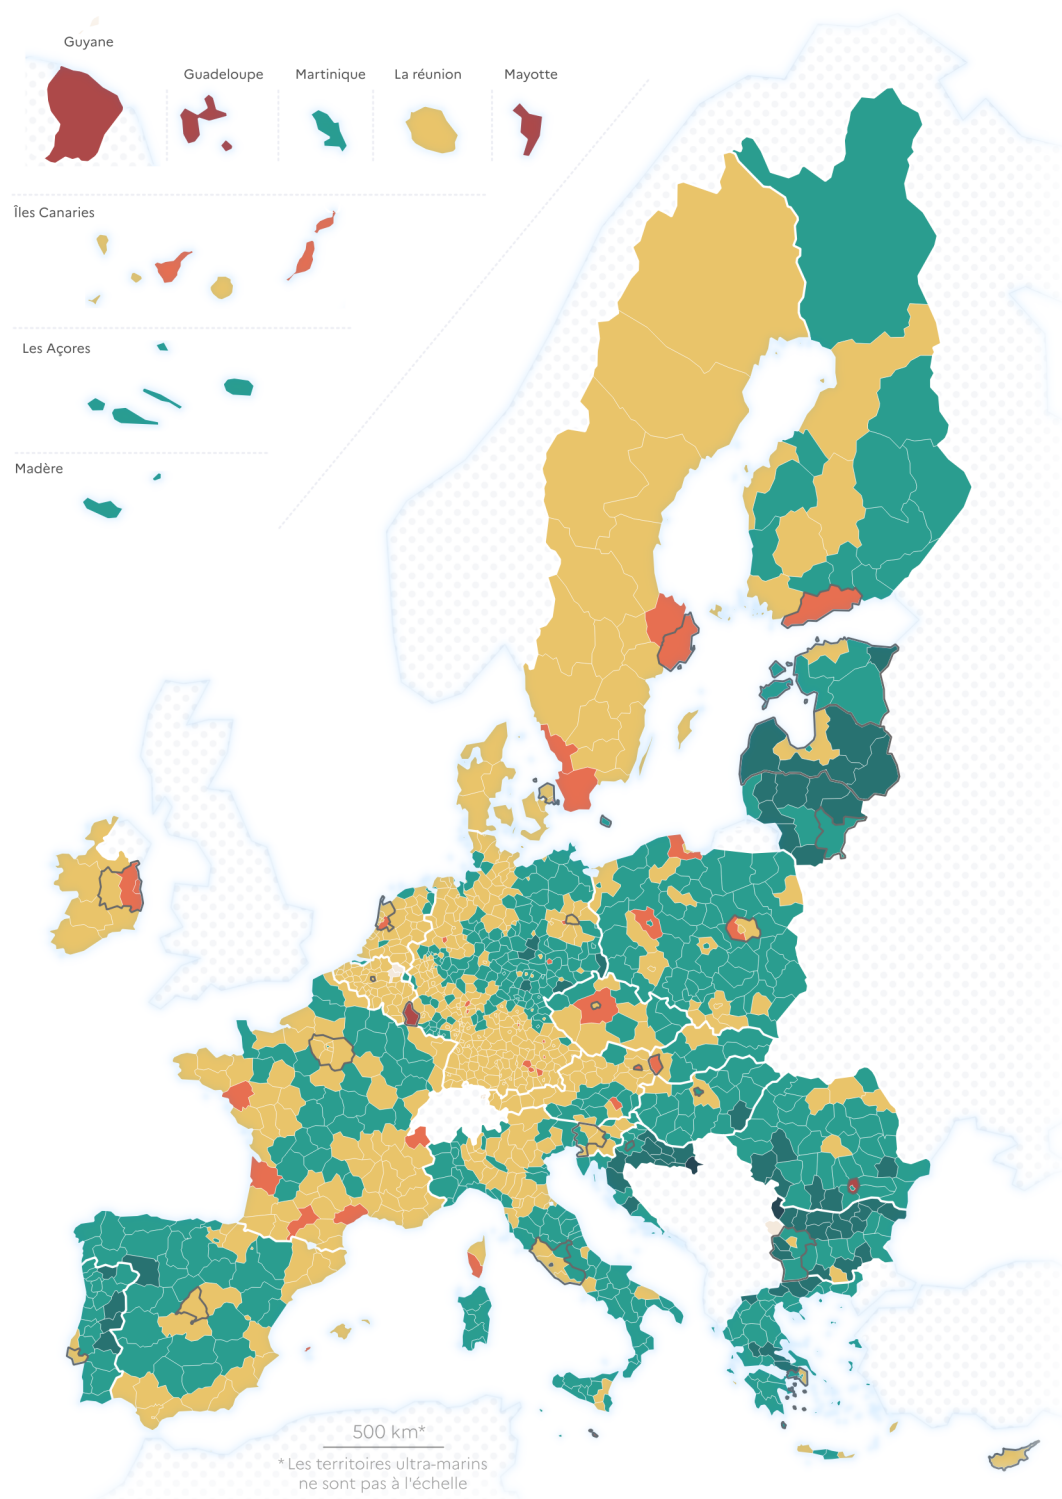 Guyane
Guadeloupe
Martinique
La réunion
Mayotte
Îles Canaries
Les Açores
Madère
500 km*
* Les territoires ultra-marins
ne sont pas à l'échelle